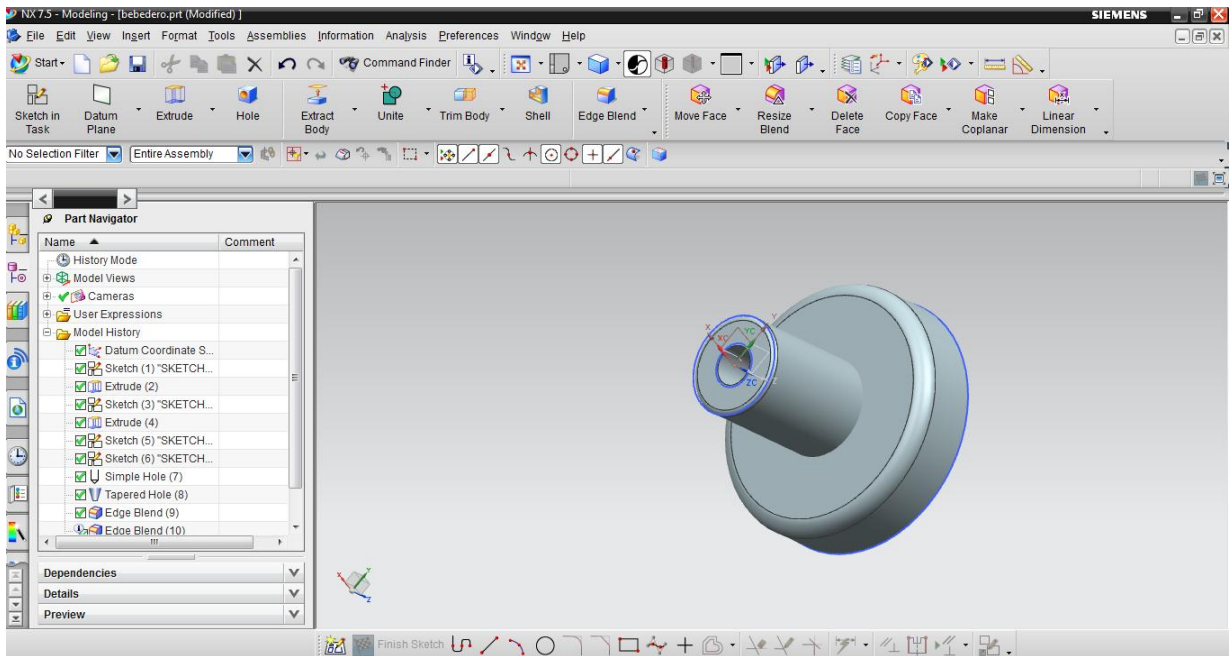 NX 7.5 - Modeling - [bebedero.prt (Modified) ] SIEMENS
File Edit View Insert Format Tools Assemblies Information Analysis Preferences Window Help
Start Command Finder
Sketch in Task Datum Plane Extrude Hole Extract Body Unite Trim Body Shell Edge Blend Move Face Resize Blend Delete Face Copy Face Make Coplanar Linear Dimension
No Selection Filter Entire Assembly
Part Navigator
Name Comment
History Mode
Model Views
Cameras
User Expressions
Model History
Datum Coordinate S...
Sketch (1) "SKETCH...
Extrude (2)
Sketch (3) "SKETCH...
Extrude (4)
Sketch (5) "SKETCH...
Sketch (6) "SKETCH...
Simple Hole (7)
Tapered Hole (8)
Edge Blend (9)
Edge Blend (10)
Dependencies
Details
Preview
X XC YC Y
ZC Z
X Y
Z
Finish Sketch